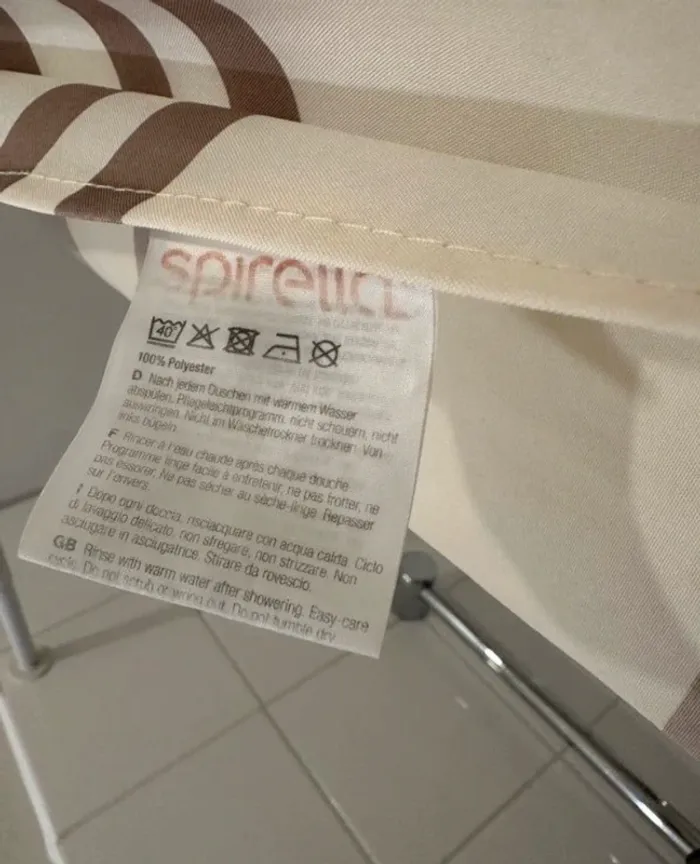 spirella
40°
100% Polyester
D Nach jedem Duschen mit warmem Wasser
abspülen. Pflegeleichtprogramm, nicht scheuern, nicht
auswringen. Nicht im Wäschetrockner trocknen. Von
links bügeln.
F Rincer à l'eau chaude après chaque douche.
Programme linge facile à entretenir, ne pas frotter, ne
pas essorer. Ne pas sécher au sèche-linge. Repasser
sur l'envers.
I Dopo ogni doccia, risciacquare con acqua calda. Ciclo
di lavaggio delicato, non sfregare, non strizzare. Non
asciugare in asciugatrice. Stirare da rovescio.
GB Rinse with warm water after showering. Easy-care
cycle. Do not scrub or wring out. Do not tumble dry